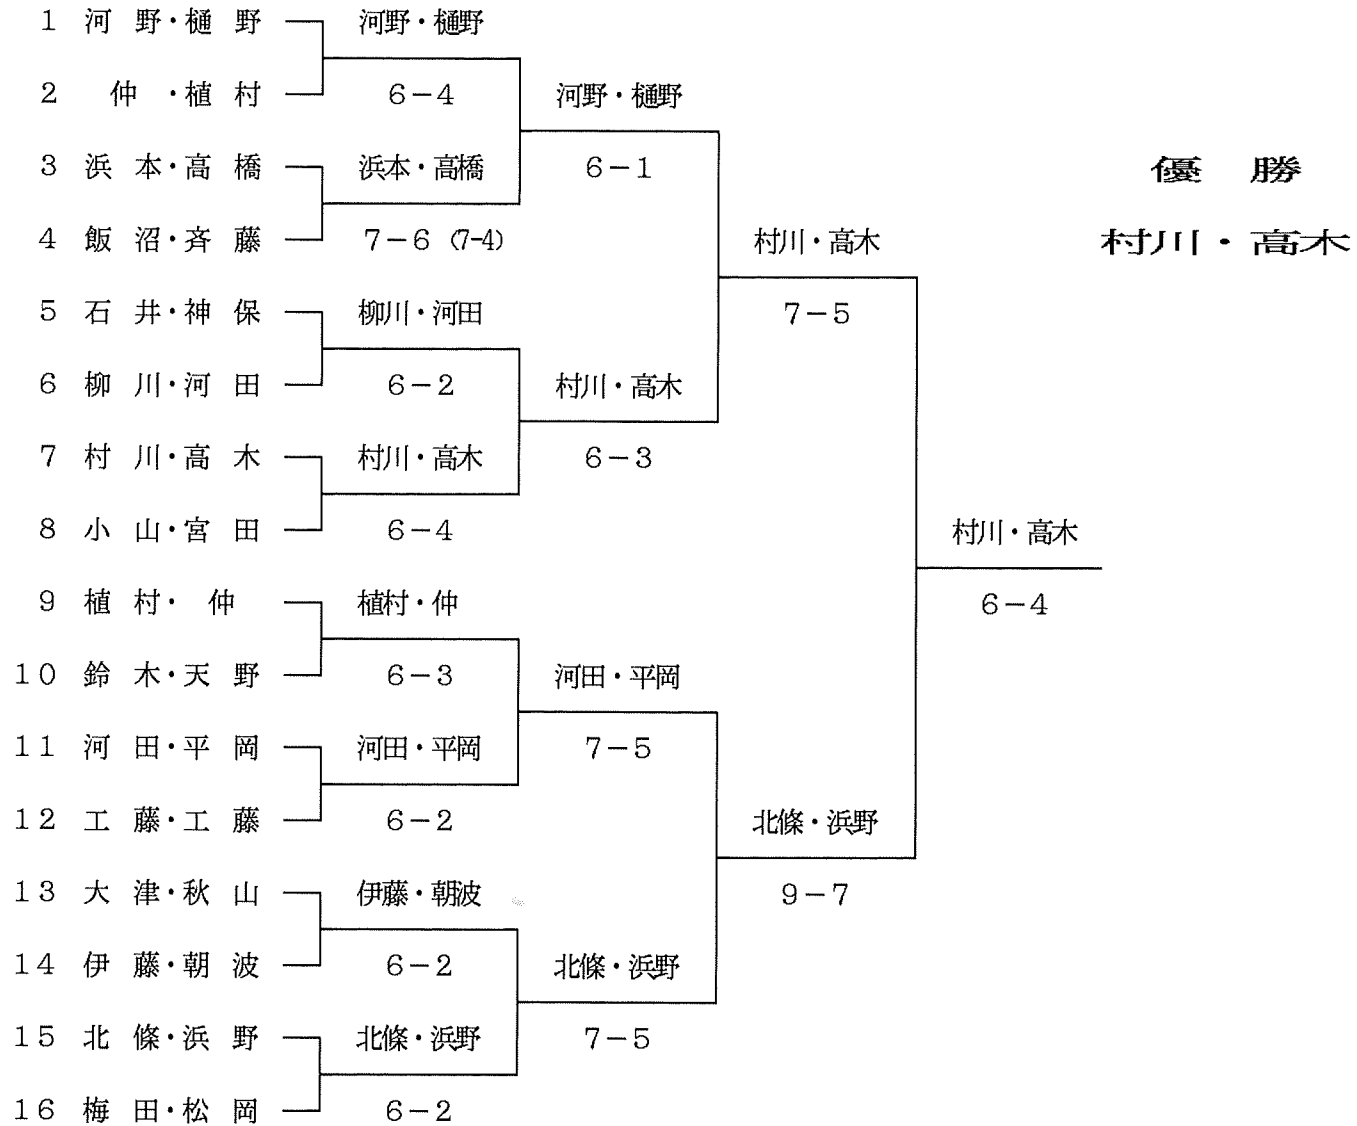 1 河野・樋野 河野・樋野
2 仲・植村 6-4 河野・樋野
3 浜本・高橋 浜本・高橋 6-1 優勝
4 飯沼・斉藤 7-6 (7-4) 村川・高木 村川・高木
5 石井・神保 柳川・河田 7-5
6 柳川・河田 6-2 村川・高木
7 村川・高木 村川・高木 6-3
8 小山・宮田 6-4 村川・高木
9 植村・仲 植村・仲 6-4
10 鈴木・天野 6-3 河田・平岡
11 河田・平岡 河田・平岡 7-5
12 工藤・工藤 6-2 北條・浜野
13 大津・秋山 伊藤・朝波 9-7
14 伊藤・朝波 6-2 北條・浜野
15 北條・浜野 北條・浜野 7-5
16 梅田・松岡 6-2